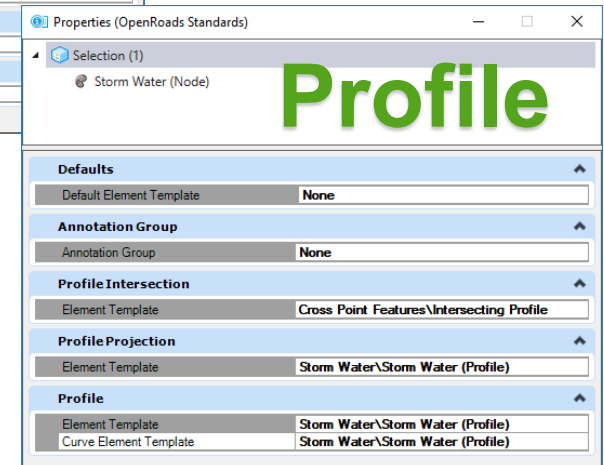 Properties (OpenRoads Standards)
Selection (1)
Storm Water (Node)
Profile
Defaults
Default Element Template None
Annotation Group
Annotation Group None
Profile Intersection
Element Template Cross Point Features\Intersecting Profile
Profile Projection
Element Template Storm Water\Storm Water (Profile)
Profile
Element Template Storm Water\Storm Water (Profile)
Curve Element Template Storm Water\Storm Water (Profile)